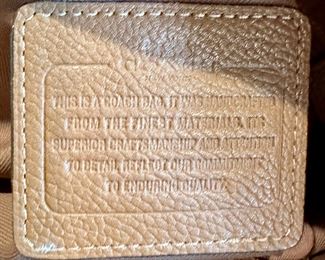 THIS IS A COACH BAG. IT WAS HANDCRAFTED
FROM THE FINEST MATERIALS. THE
SUPERIOR CRAFTSMANSHIP AND ATTENTION
TO DETAIL REFLECT OUR COMMITMENT
TO ENDURING QUALITY.